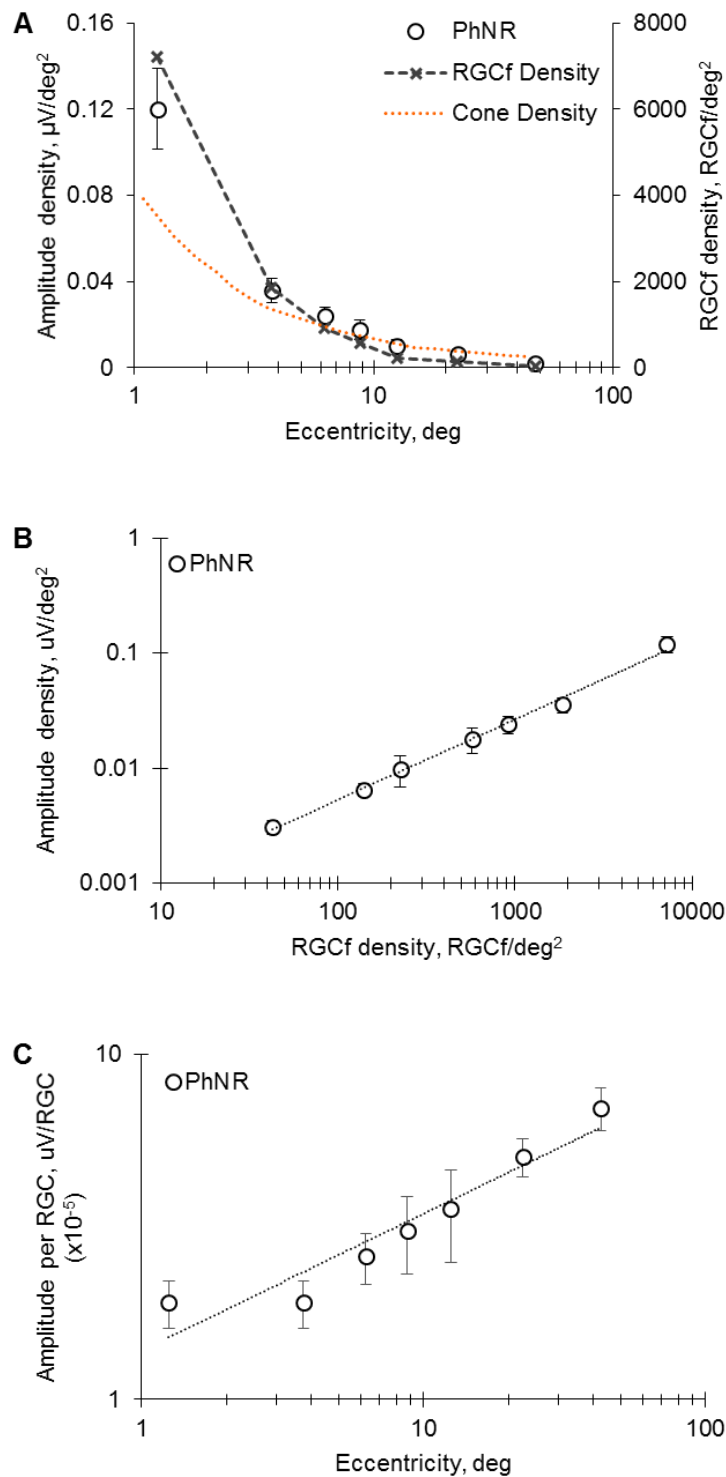 A
0.16
0.12
0.08
0.04
0
8000
6000
4000
2000
0
PhNR
RGCf Density
Cone Density
Amplitude density, µV/deg²
RGCf density, RGCf/deg²
1
10
100
Eccentricity, deg
B
1
0.1
0.01
0.001
PhNR
Amplitude density, uV/deg²
10
100
1000
10000
RGCf density, RGCf/deg²
C
10
1
PhNR
Amplitude per RGC, uV/RGC
(x10⁻⁵)
1
10
100
Eccentricity, deg